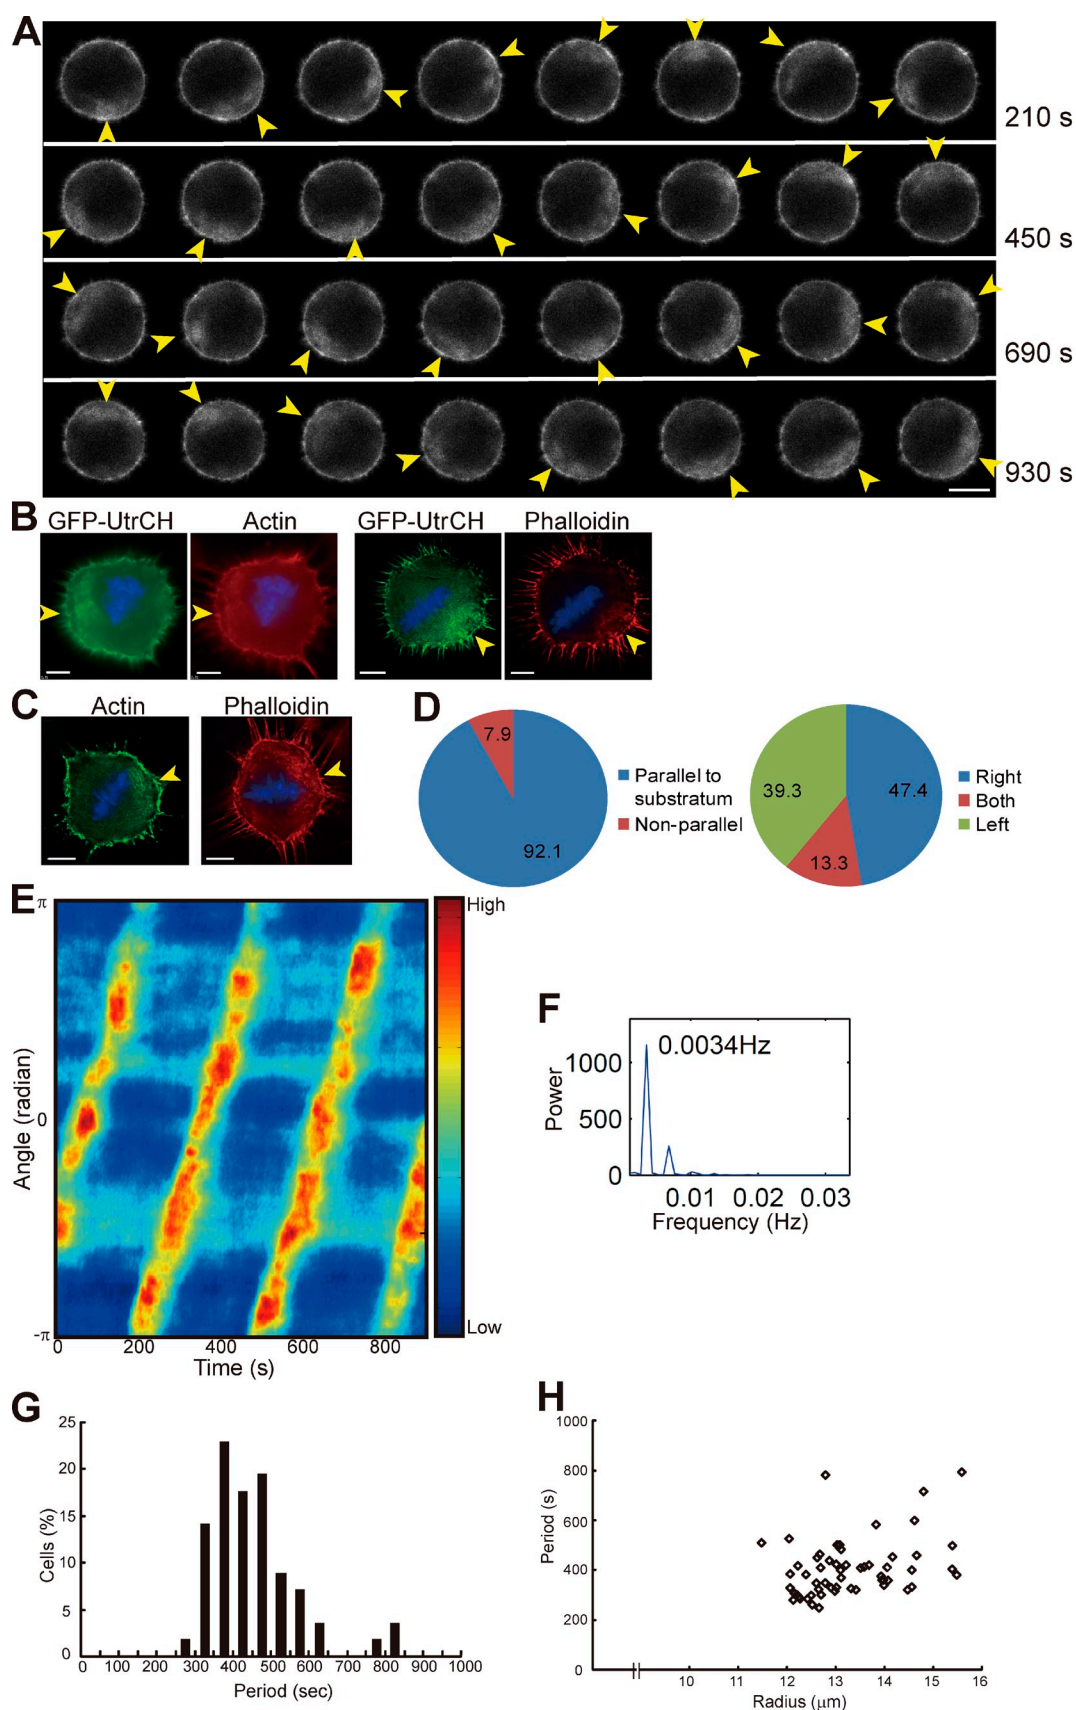 A
210 s
450 s
690 s
930 s
B
GFP-UtrCH Actin GFP-UtrCH Phalloidin
C
Actin Phalloidin
D
7.9
92.1
Parallel to
substratum
Non-parallel
39.3
47.4
13.3
Right
Both
Left
E
π
0
-π
Angle (radian)
0 200 400 600 800
Time (s)
High
Low
F
0.0034Hz
1000
500
0
Power
0.01 0.02 0.03
Frequency (Hz)
G
25
20
15
10
5
0
Cells (%)
0 100 200 300 400 500 600 700 800 900 1000
Period (sec)
H
1000
800
600
400
200
0
Period (s)
10 11 12 13 14 15 16
Radius (μm)